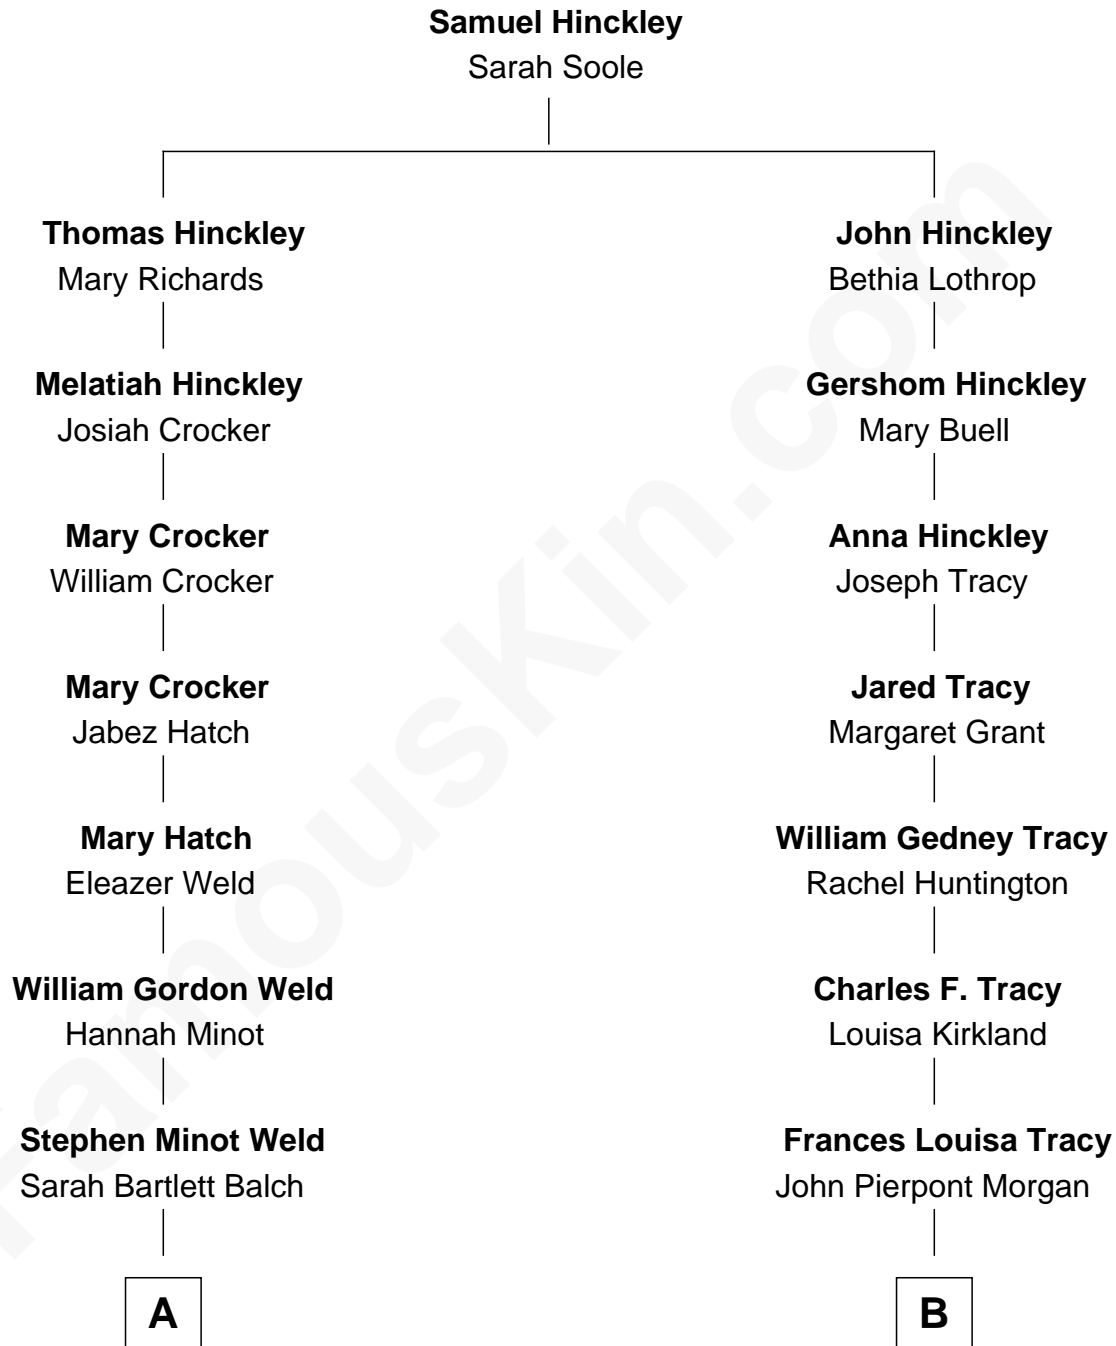 Samuel Hinckley
Sarah Soole
Thomas Hinckley
Mary Richards
John Hinckley
Bethia Lothrop
Melatiah Hinckley
Josiah Crocker
Gershom Hinckley
Mary Buell
Mary Crocker
William Crocker
Anna Hinckley
Joseph Tracy
Mary Crocker
Jabez Hatch
Jared Tracy
Margaret Grant
Mary Hatch
Eleazer Weld
William Gedney Tracy
Rachel Huntington
William Gordon Weld
Hannah Minot
Charles F. Tracy
Louisa Kirkland
Stephen Minot Weld
Sarah Bartlett Balch
Frances Louisa Tracy
John Pierpont Morgan
A
B
FamousKin.com